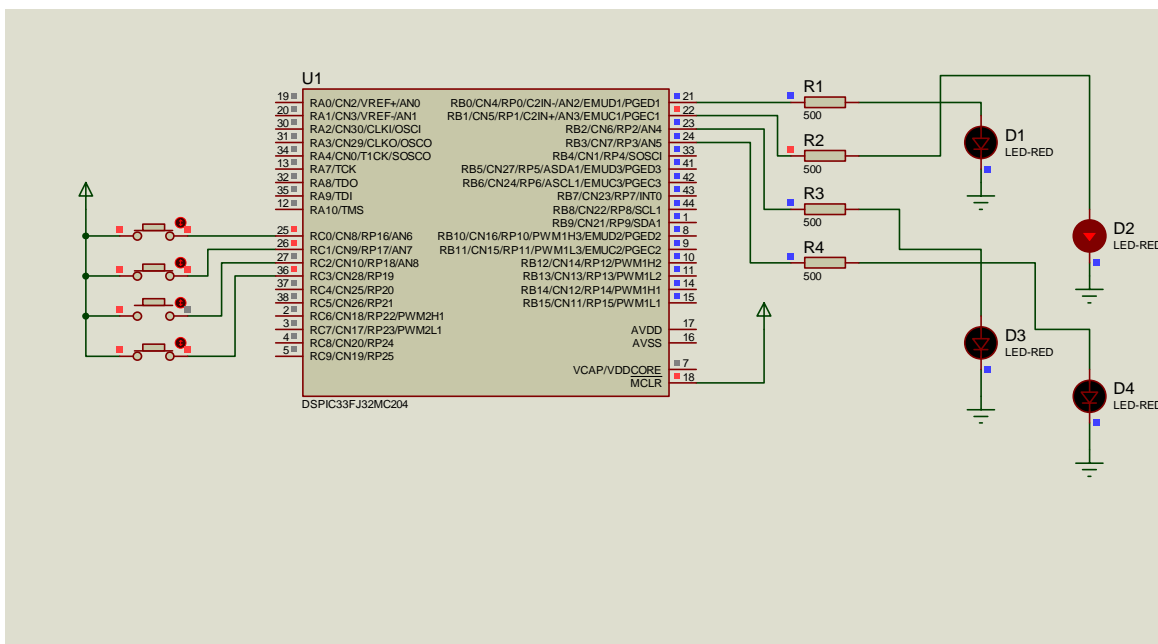 U1
19 RA0/CN2/VREF+/AN0
20 RA1/CN3/VREF-/AN1
30 RA2/CN30/CLKI/OSCI
31 RA3/CN29/CLKO/OSCO
34 RA4/CN0/T1CK/SOSCO
13 RA7/TCK
32 RA8/TDO
35 RA9/TDI
12 RA10/TMS
25 RC0/CN8/RP16/AN6
26 RC1/CN9/RP17/AN7
27 RC2/CN10/RP18/AN8
36 RC3/CN28/RP19
37 RC4/CN25/RP20
38 RC5/CN26/RP21
2 RC6/CN18/RP22/PWM2H1
3 RC7/CN17/RP23/PWM2L1
4 RC8/CN20/RP24
5 RC9/CN19/RP25
RB0/CN4/RP0/C2IN-/AN2/EMUD1/PGED1 21
RB1/CN5/RP1/C2IN+/AN3/EMUC1/PGEC1 22
RB2/CN6/RP2/AN4 23
RB3/CN7/RP3/AN5 24
RB4/CN1/RP4/SOSCI 33
RB5/CN27/RP5/ASDA1/EMUD3/PGED3 41
RB6/CN24/RP6/ASCL1/EMUC3/PGEC3 42
RB7/CN23/RP7/INT0 43
RB8/CN22/RP8/SCL1 44
RB9/CN21/RP9/SDA1 1
RB10/CN16/RP10/PWM1H3/EMUD2/PGED2 8
RB11/CN15/RP11/PWM1L3/EMUC2/PGEC2 9
RB12/CN14/RP12/PWM1H2 10
RB13/CN13/RP13/PWM1L2 11
RB14/CN12/RP14/PWM1H1 14
RB15/CN11/RP15/PWM1L1 15
AVDD 17
AVSS 16
VCAP/VDDCORE 7
MCLR 18
DSPIC33FJ32MC204
R1
500
R2
500
R3
500
R4
500
D1
LED-RED
D2
LED-RED
D3
LED-RED
D4
LED-RED